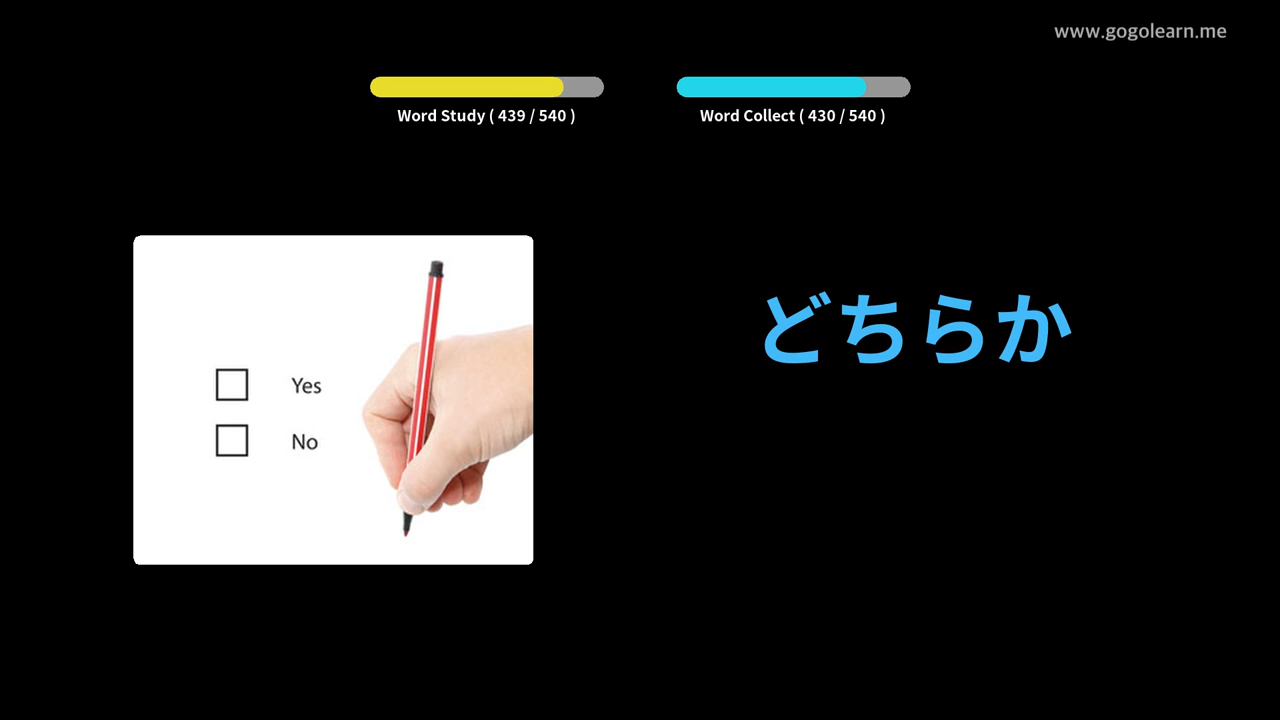 www.gogolearn.me
Word Study ( 439 / 540 )
Word Collect ( 430 / 540 )
Yes
No
どちらか